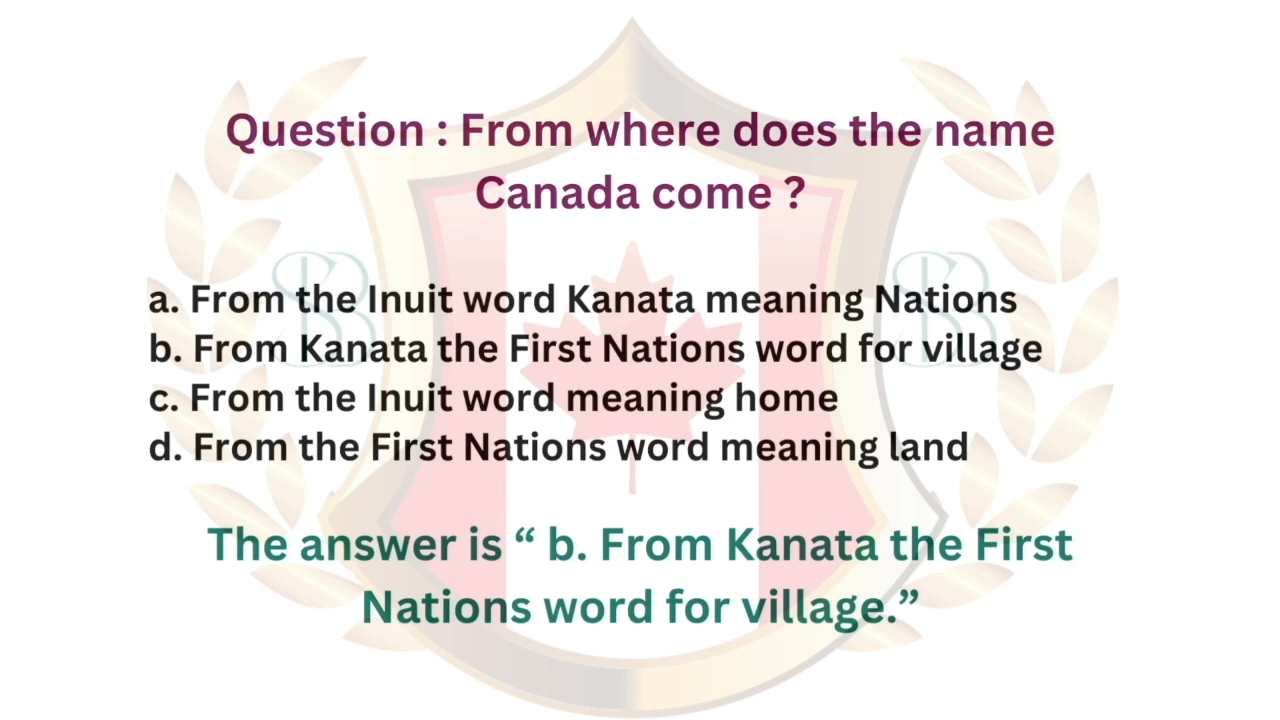 Question : From where does the name
Canada come ?
a. From the Inuit word Kanata meaning Nations
b. From Kanata the First Nations word for village
c. From the Inuit word meaning home
d. From the First Nations word meaning land
The answer is “ b. From Kanata the First
Nations word for village.”